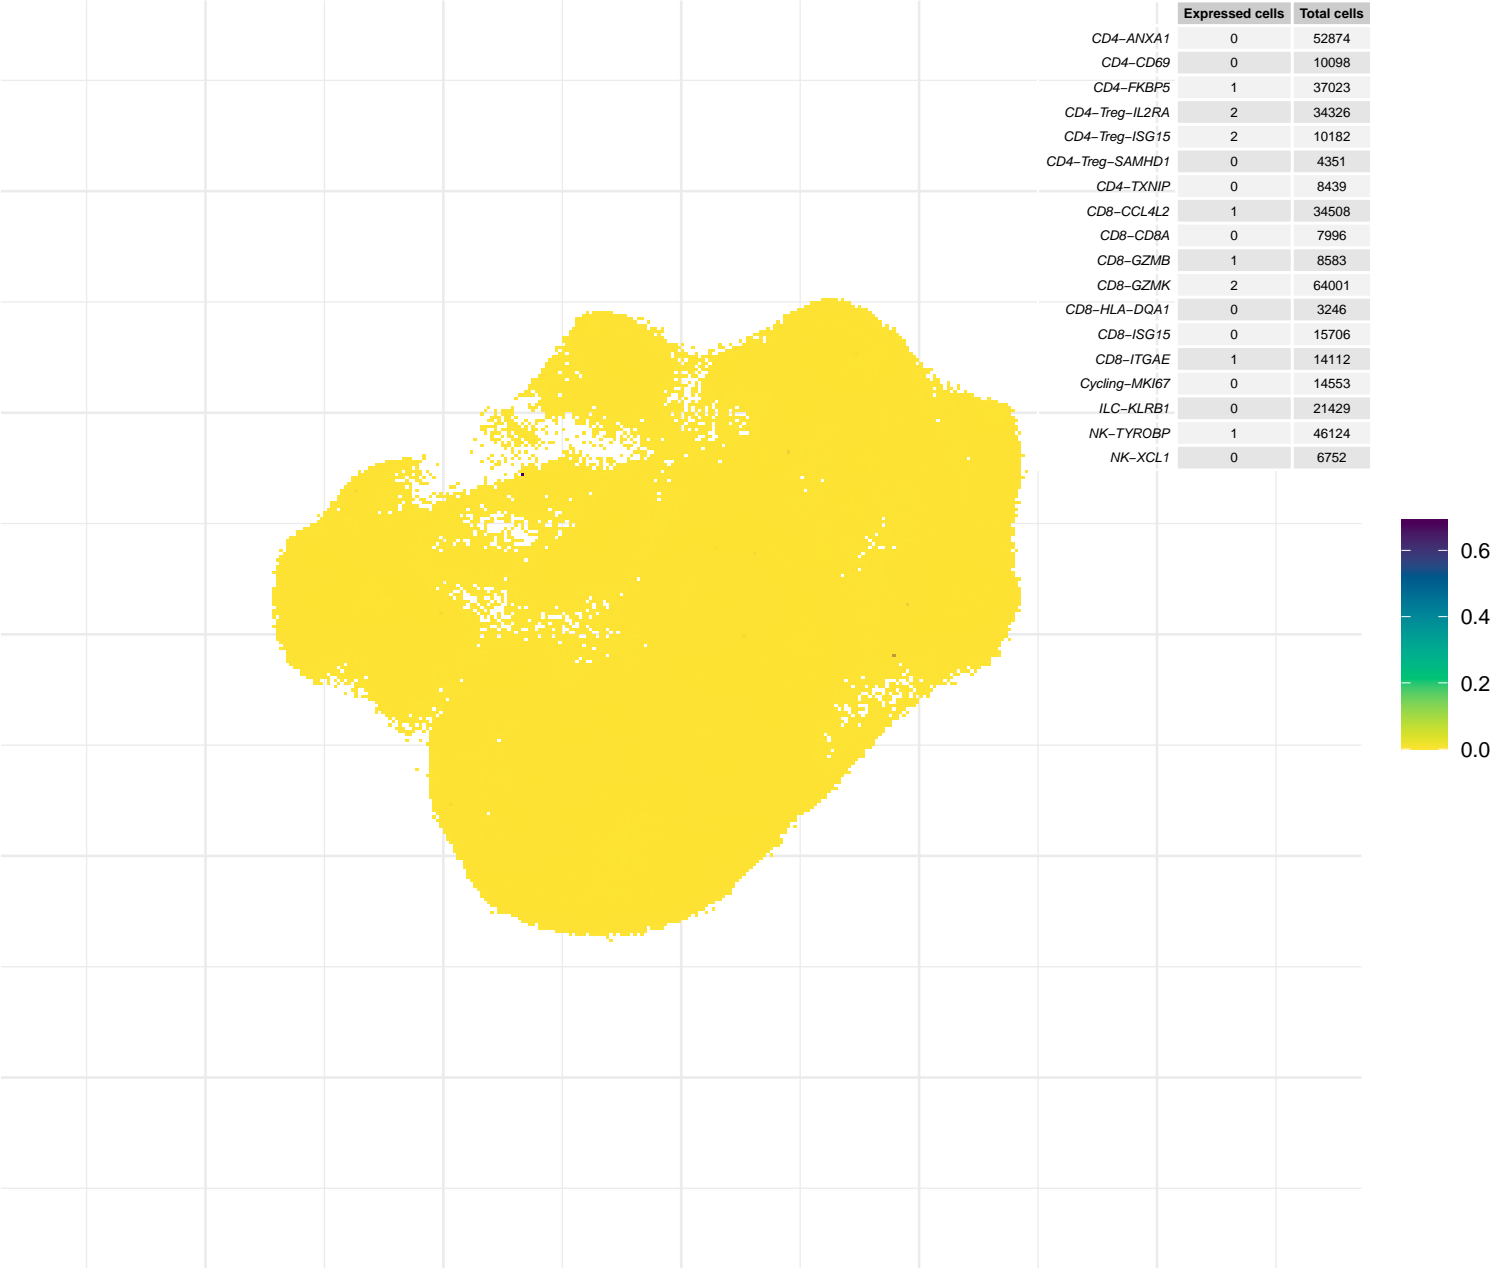 Expressed cells Total cells
CD4−ANXA1 0 52874
CD4−CD69 0 10098
CD4−FKBP5 1 37023
CD4−Treg−IL2RA 2 34326
CD4−Treg−ISG15 2 10182
CD4−Treg−SAMHD1 0 4351
CD4−TXNIP 0 8439
CD8−CCL4L2 1 34508
CD8−CD8A 0 7996
CD8−GZMB 1 8583
CD8−GZMK 2 64001
CD8−HLA−DQA1 0 3246
CD8−ISG15 0 15706
CD8−ITGAE 1 14112
Cycling−MKI67 0 14553
ILC−KLRB1 0 21429
NK−TYROBP 1 46124
NK−XCL1 0 6752
0.6
0.4
0.2
0.0